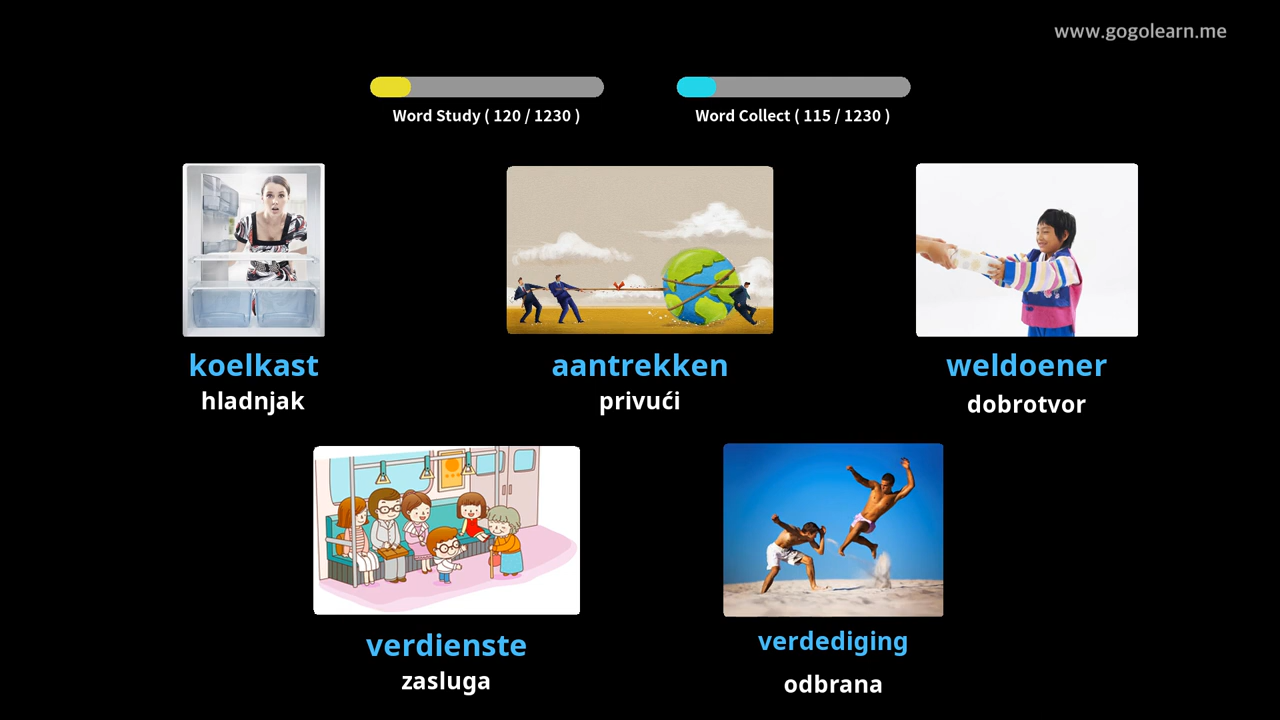 www.gogolearn.me
Word Study ( 120 / 1230 )
Word Collect ( 115 / 1230 )
koelkast
hladnjak
aantrekken
privući
weldoener
dobrotvor
verdienste
zasluga
verdediging
odbrana